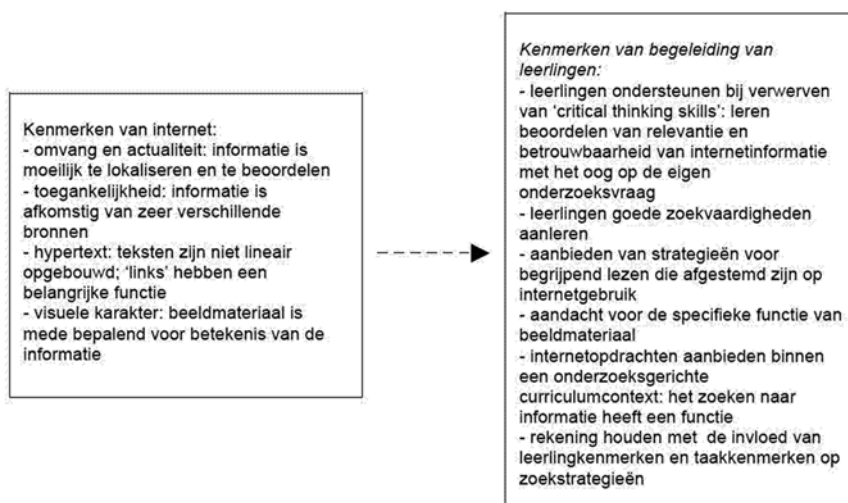 Kenmerken van internet:
- omvang en actualiteit: informatie is
moeilijk te lokaliseren en te beoordelen
- toegankelijkheid: informatie is
afkomstig van zeer verschillende
bronnen
- hypertext: teksten zijn niet lineair
opgebouwd; ‘links’ hebben een
belangrijke functie
- visuele karakter: beeldmateriaal is
mede bepalend voor betekenis van de
informatie
Kenmerken van begeleiding van
leerlingen:
- leerlingen ondersteunen bij verwerven
van ‘critical thinking skills’: leren
beoordelen van relevantie en
betrouwbaarheid van internetinformatie
met het oog op de eigen
onderzoeksvraag
- leerlingen goede zoekvaardigheden
aanleren
- aanbieden van strategieën voor
begrijpend lezen die afgestemd zijn op
internetgebruik
- aandacht voor de specifieke functie van
beeldmateriaal
- internetopdrachten aanbieden binnen
een onderzoeksgerichte
curriculumcontext: het zoeken naar
informatie heeft een functie
- rekening houden met de invloed van
leerlingkenmerken en taakkenmerken op
zoekstrategieën